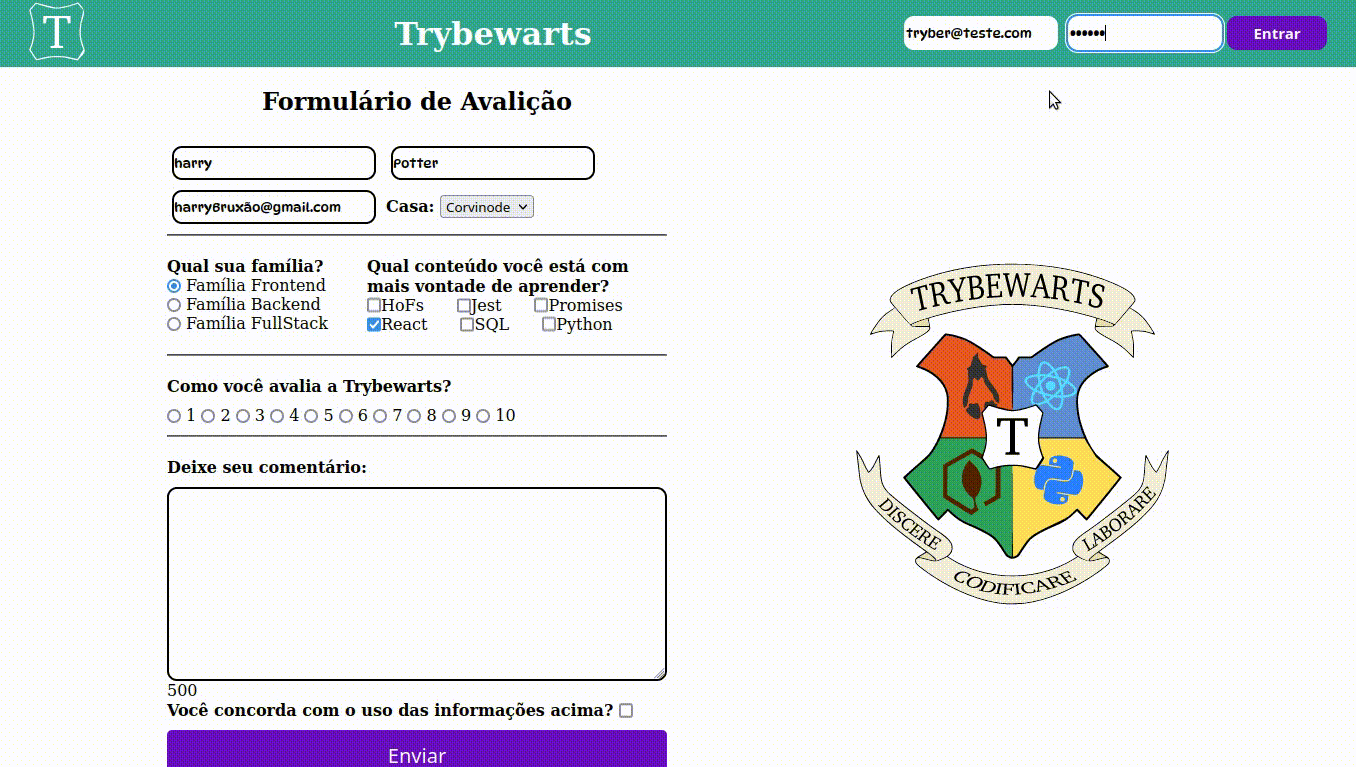 T Trybewarts tryber@teste.com •••••• Entrar
Formulário de Avalição
harry Potter
harryBruxão@gmail.com Casa: Corvinode
Qual sua família?
Família Frontend
Família Backend
Família FullStack
Qual conteúdo você está com
mais vontade de aprender?
HoFs Jest Promises
React SQL Python
Como você avalia a Trybewarts?
1 2 3 4 5 6 7 8 9 10
Deixe seu comentário:
500
Você concorda com o uso das informações acima?
Enviar
TRYBEWARTS
T
DISCERE
CODIFICARE
LABORARE